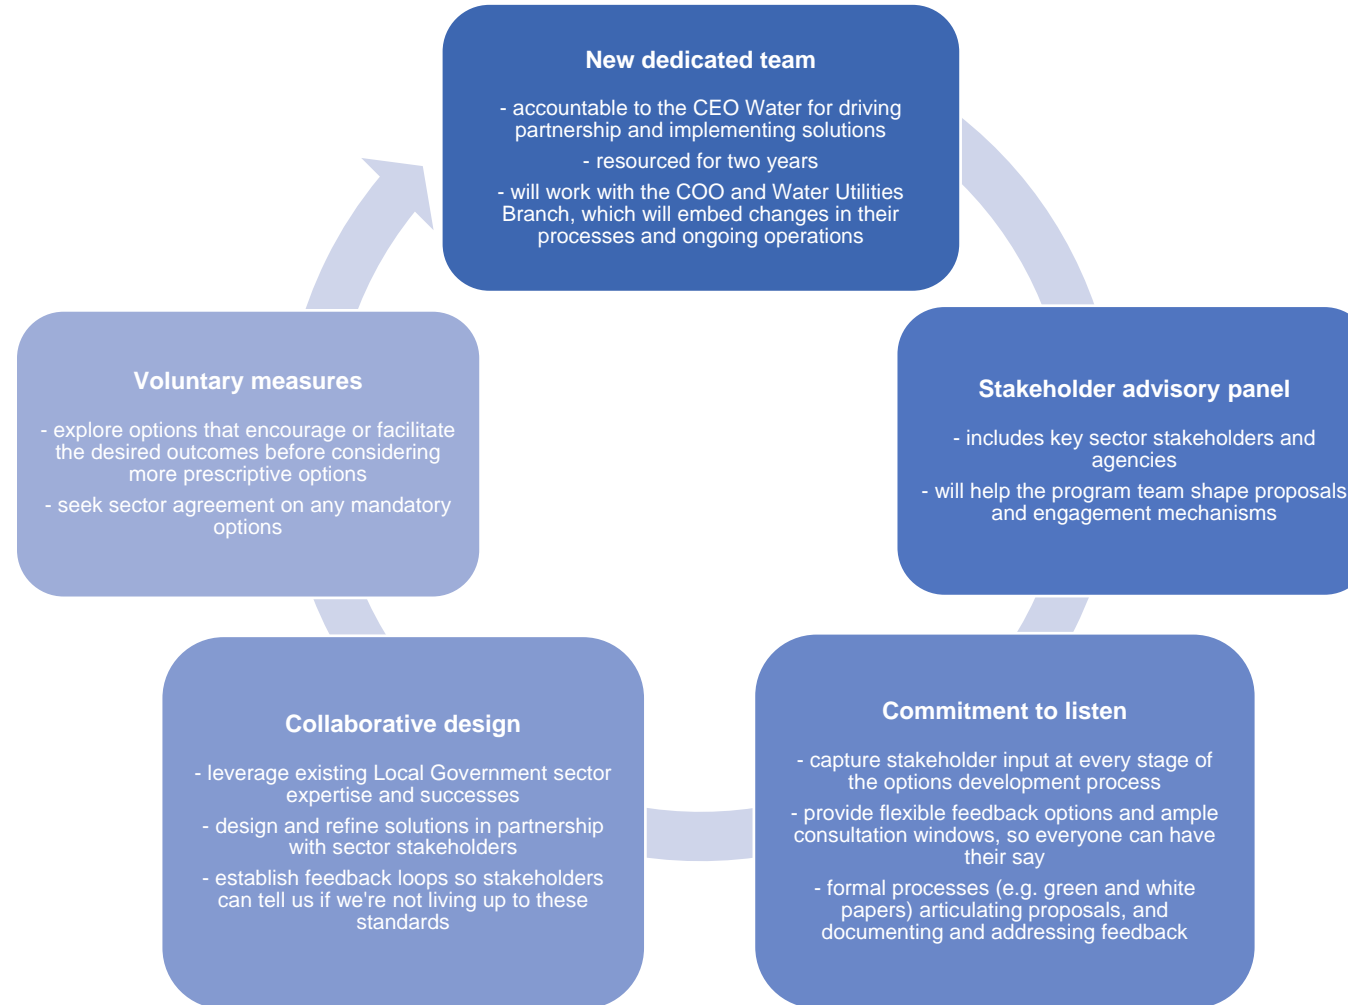 New dedicated team
- accountable to the CEO Water for driving
partnership and implementing solutions
- resourced for two years
- will work with the COO and Water Utilities
Branch, which will embed changes in their
processes and ongoing operations
Stakeholder advisory panel
- includes key sector stakeholders and
agencies
- will help the program team shape proposals
and engagement mechanisms
Commitment to listen
- capture stakeholder input at every stage of
the options development process
- provide flexible feedback options and ample
consultation windows, so everyone can have
their say
- formal processes (e.g. green and white
papers) articulating proposals, and
documenting and addressing feedback
Collaborative design
- leverage existing Local Government sector
expertise and successes
- design and refine solutions in partnership
with sector stakeholders
- establish feedback loops so stakeholders
can tell us if we're not living up to these
standards
Voluntary measures
- explore options that encourage or facilitate
the desired outcomes before considering
more prescriptive options
- seek sector agreement on any mandatory
options